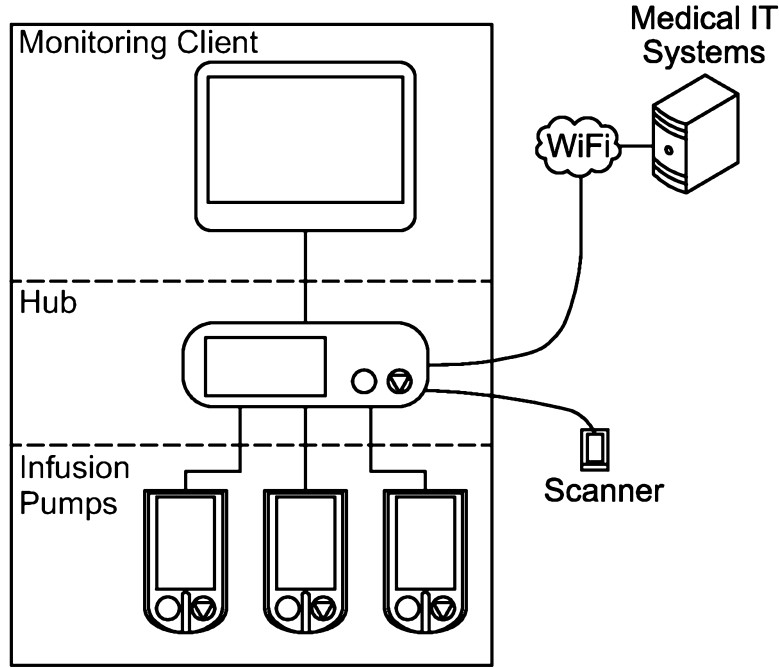 Monitoring Client
Medical IT
Systems
WiFi
Hub
Infusion
Pumps
Scanner